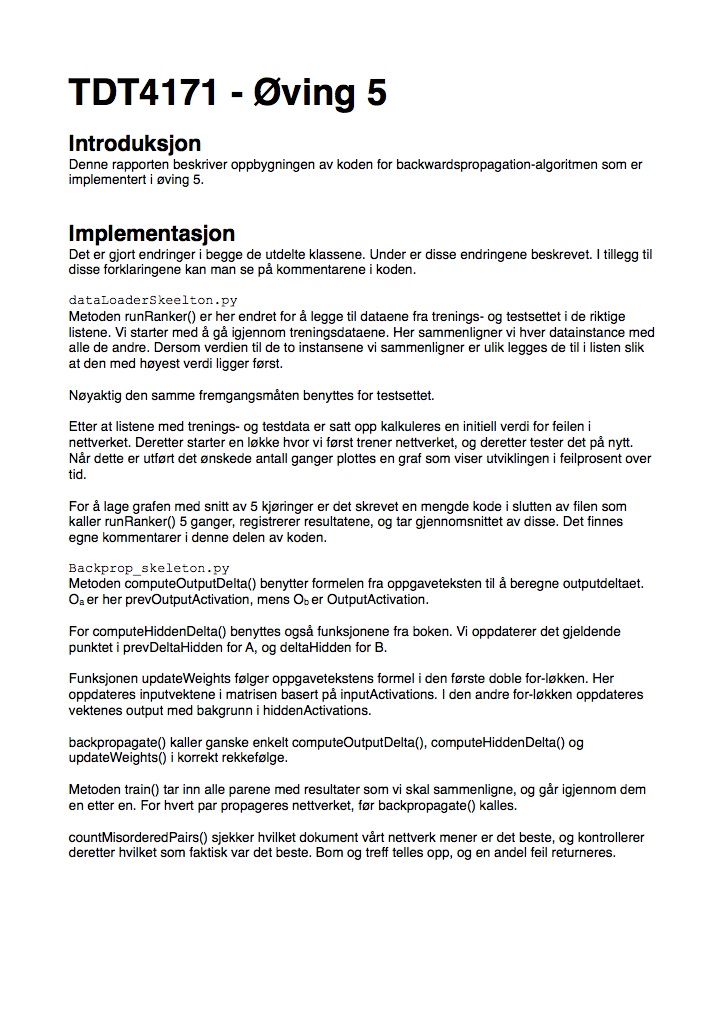 TDT4171 - Øving 5
Introduksjon
Denne rapporten beskriver oppbygningen av koden for backwardspropagation-algoritmen som er
implementert i øving 5.
Implementasjon
Det er gjort endringer i begge de utdelte klassene. Under er disse endringene beskrevet. I tillegg til
disse forklaringene kan man se på kommentarene i koden.
dataLoaderSkeelton.py
Metoden runRanker() er her endret for å legge til dataene fra trenings- og testsettet i de riktige
listene. Vi starter med å gå igjennom treningsdataene. Her sammenligner vi hver datainstance med
alle de andre. Dersom verdien til de to instansene vi sammenligner er ulik legges de til i listen slik
at den med høyest verdi ligger først.
Nøyaktig den samme fremgangsmåten benyttes for testsettet.
Etter at listene med trenings- og testdata er satt opp kalkuleres en initiell verdi for feilen i
nettverket. Deretter starter en løkke hvor vi først trener nettverket, og deretter tester det på nytt.
Når dette er utført det ønskede antall ganger plottes en graf som viser utviklingen i feilprosent over
tid.
For å lage grafen med snitt av 5 kjøringer er det skrevet en mengde kode i slutten av filen som
kaller runRanker() 5 ganger, registrerer resultatene, og tar gjennomsnittet av disse. Det finnes
egne kommentarer i denne delen av koden.
Backprop_skeleton.py
Metoden computeOutputDelta() benytter formelen fra oppgaveteksten til å beregne outputdeltaet.
Oa er her prevOutputActivation, mens Ob er OutputActivation.
For computeHiddenDelta() benyttes også funksjonene fra boken. Vi oppdaterer det gjeldende
punktet i prevDeltaHidden for A, og deltaHidden for B.
Funksjonen updateWeights følger oppgavetekstens formel i den første doble for-løkken. Her
oppdateres inputvektene i matrisen basert på inputActivations. I den andre for-løkken oppdateres
vektenes output med bakgrunn i hiddenActivations.
backpropagate() kaller ganske enkelt computeOutputDelta(), computeHiddenDelta() og
updateWeights() i korrekt rekkefølge.
Metoden train() tar inn alle parene med resultater som vi skal sammenligne, og går igjennom dem
en etter en. For hvert par propageres nettverket, før backpropagate() kalles.
countMisorderedPairs() sjekker hvilket dokument vårt nettverk mener er det beste, og kontrollerer
deretter hvilket som faktisk var det beste. Bom og treff telles opp, og en andel feil returneres.